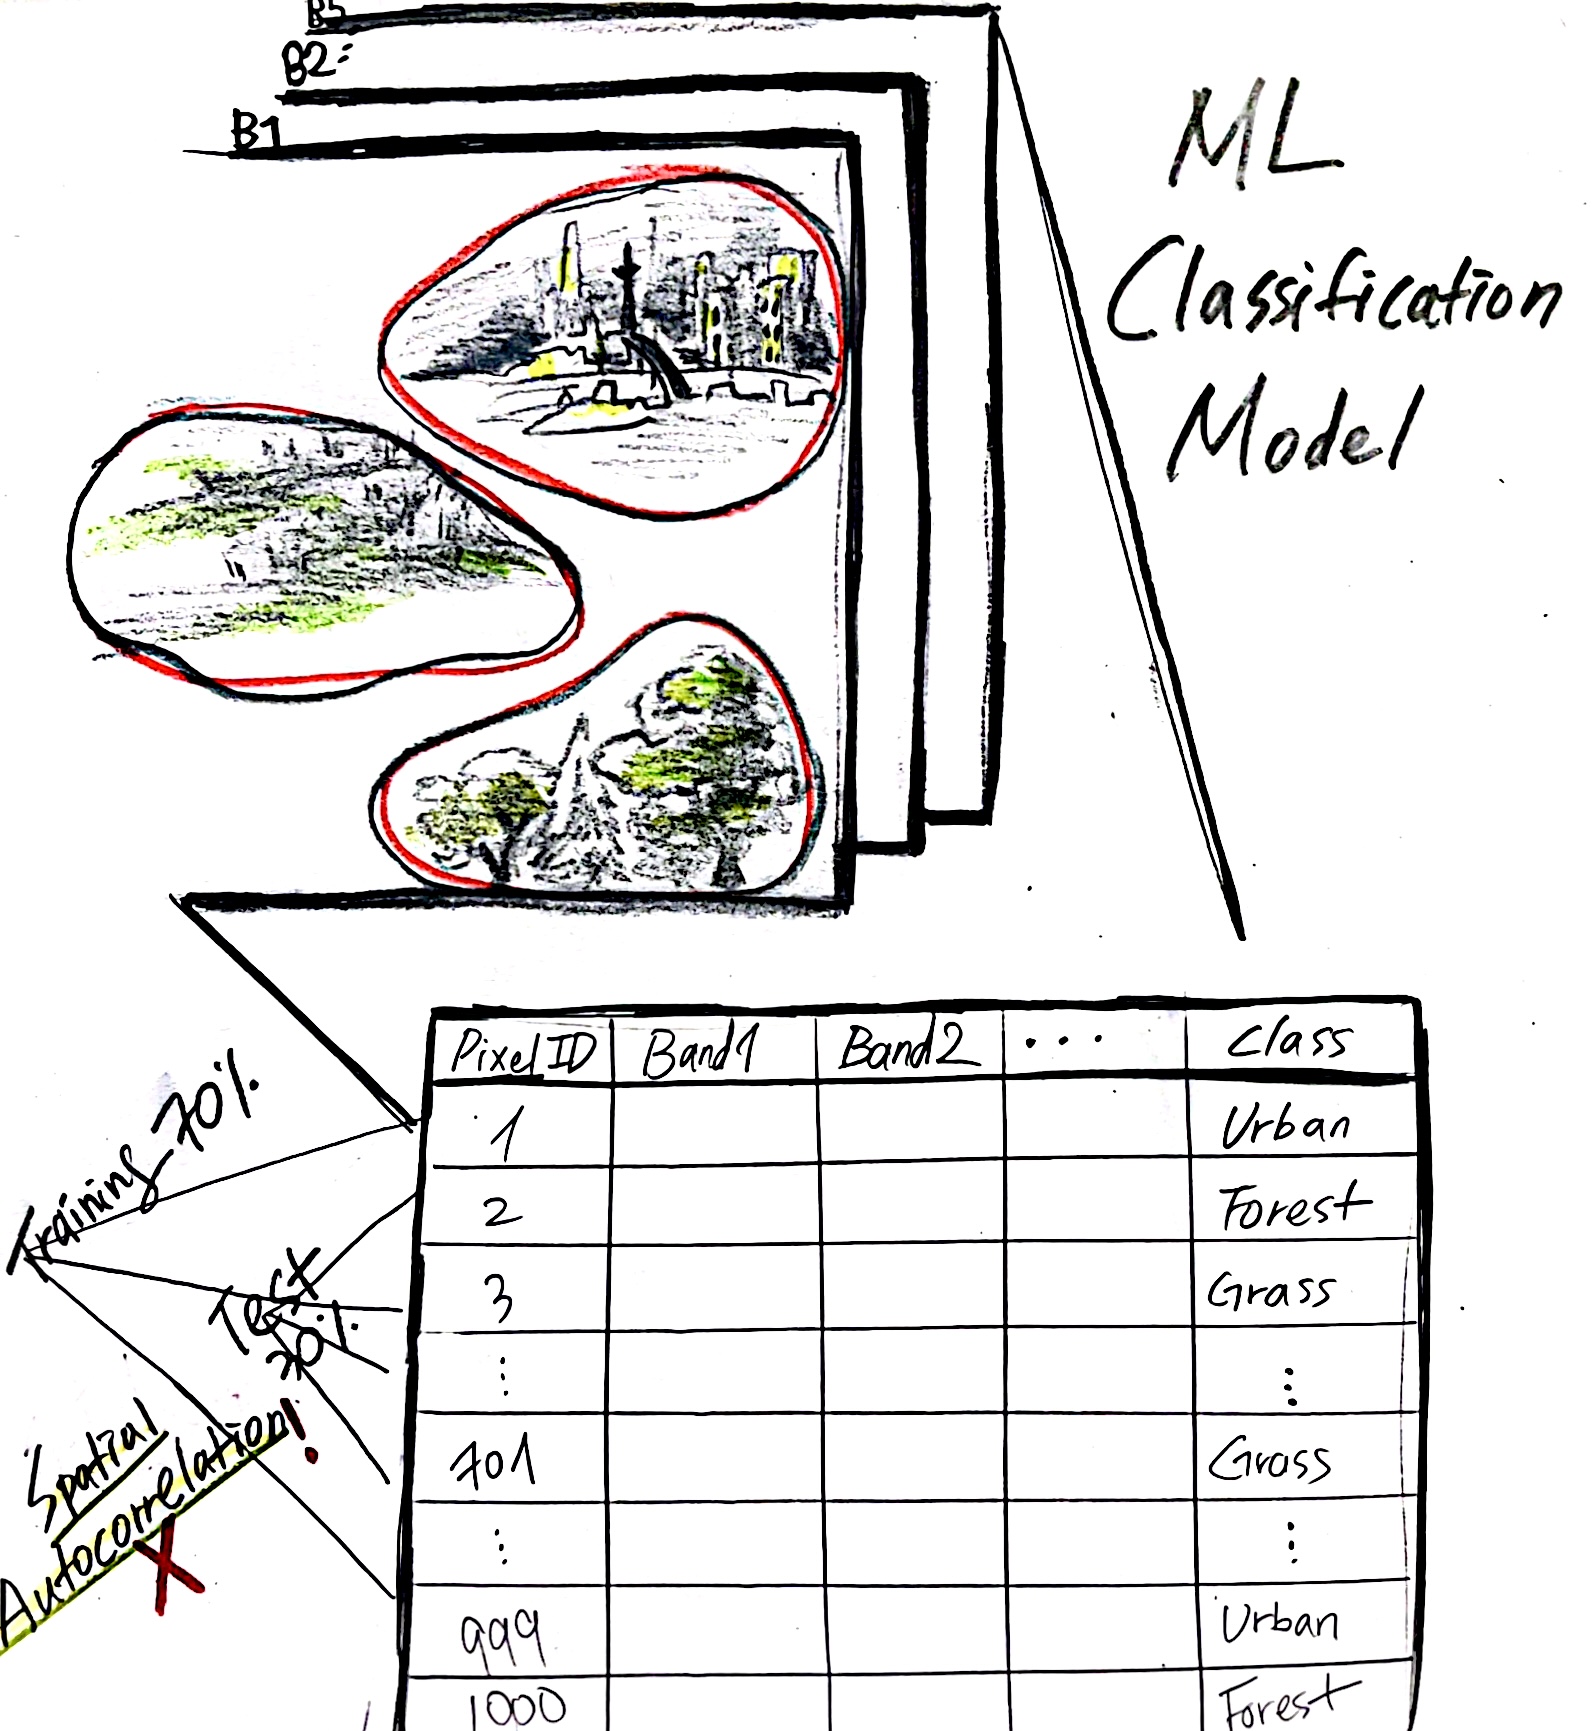 B3
B2:
B1
ML
Classification
Model
Pixel ID Band1 Band2 ... Class
1 Urban
2 Forest
3 Grass
⋮ ⋮
701 Grass
⋮ ⋮
999 Urban
1000 Forest
Training 70%
Test
30%
Spatial
Autocorrelation!
X